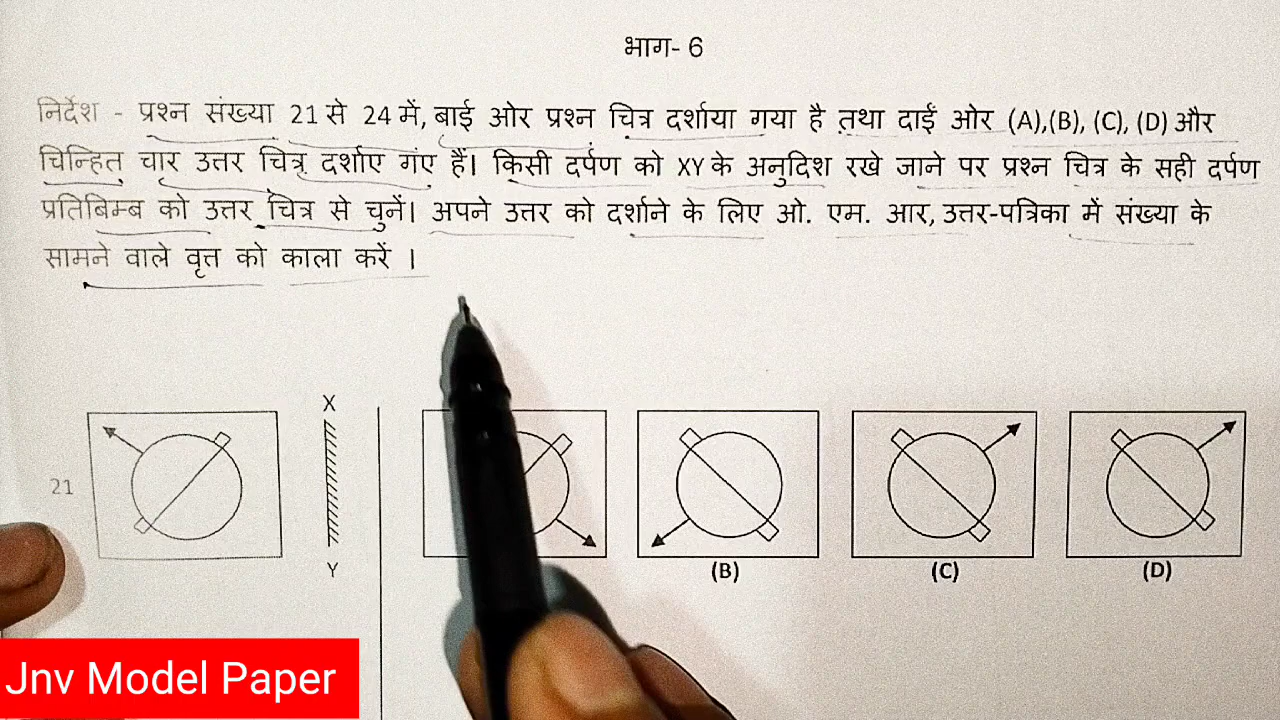 भाग- 6
निर्देश - प्रश्न संख्या 21 से 24 में, बाई ओर प्रश्न चित्र दर्शाया गया है तथा दाईं ओर (A),(B), (C), (D) और
चिन्हित चार उत्तर चित्र दर्शाए गंए हैं। किसी दर्पण को XY के अनुदिश रखे जाने पर प्रश्न चित्र के सही दर्पण
प्रतिबिम्ब को उत्तर चित्र से चुनें। अपने उत्तर को दर्शाने के लिए ओ. एम. आर, उत्तर-पत्रिका में संख्या के
सामने वाले वृत्त को काला करें ।
X
21
Y
(B) (C) (D)
Jnv Model Paper